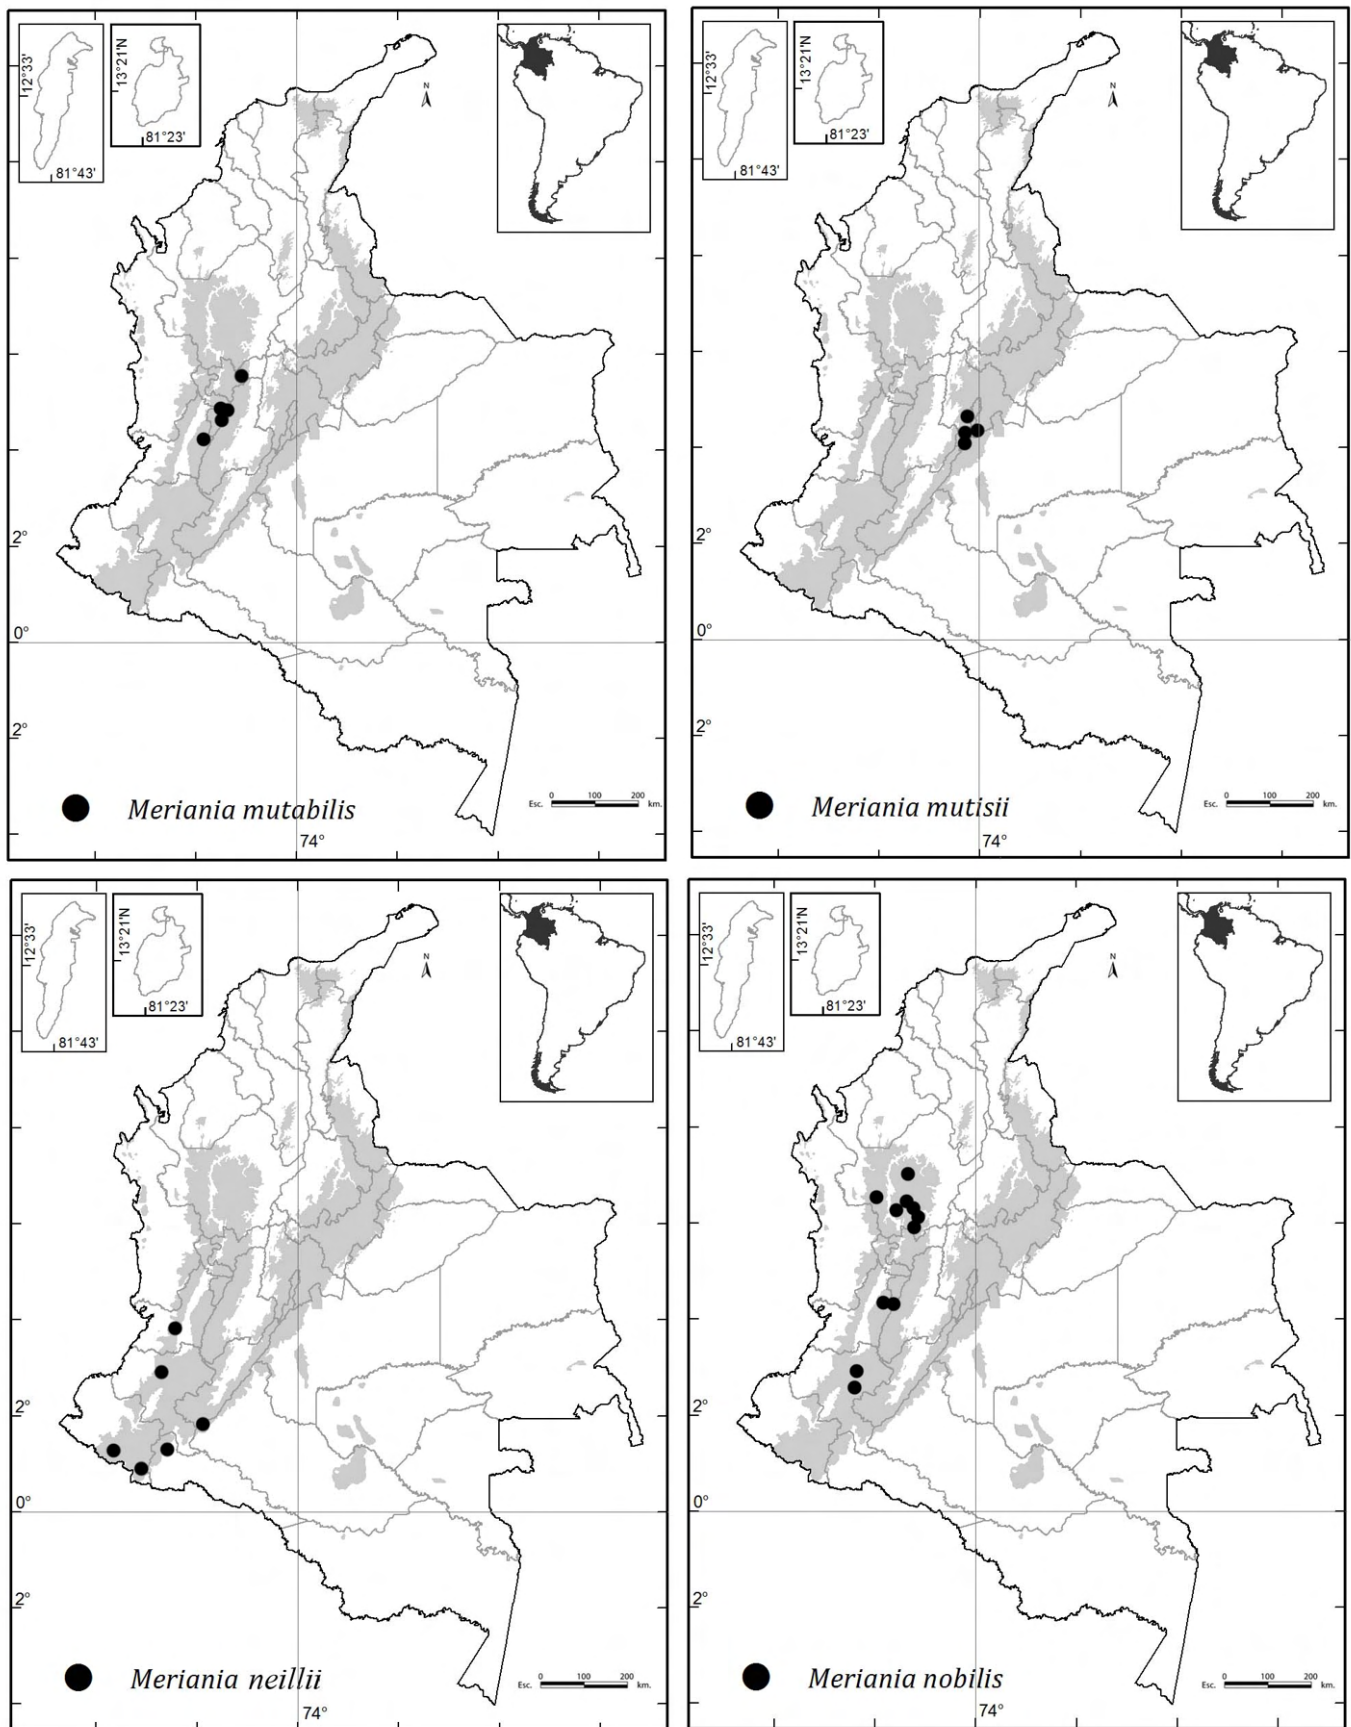 12°33'
81°43'
13°21'N
81°23'
N
2°
0°
2°
Meriania mutabilis
Esc.
0 100 200
km.
74°
12°33'
81°43'
13°21'N
81°23'
N
2°
0°
2°
Meriania mutisii
Esc.
0 100 200
km.
74°
12°33'
81°43'
13°21'N
81°23'
N
2°
0°
2°
Meriania neillii
Esc.
0 100 200
km.
74°
12°33'
81°43'
13°21'N
81°23'
N
2°
0°
2°
Meriania nobilis
Esc.
0 100 200
km.
74°